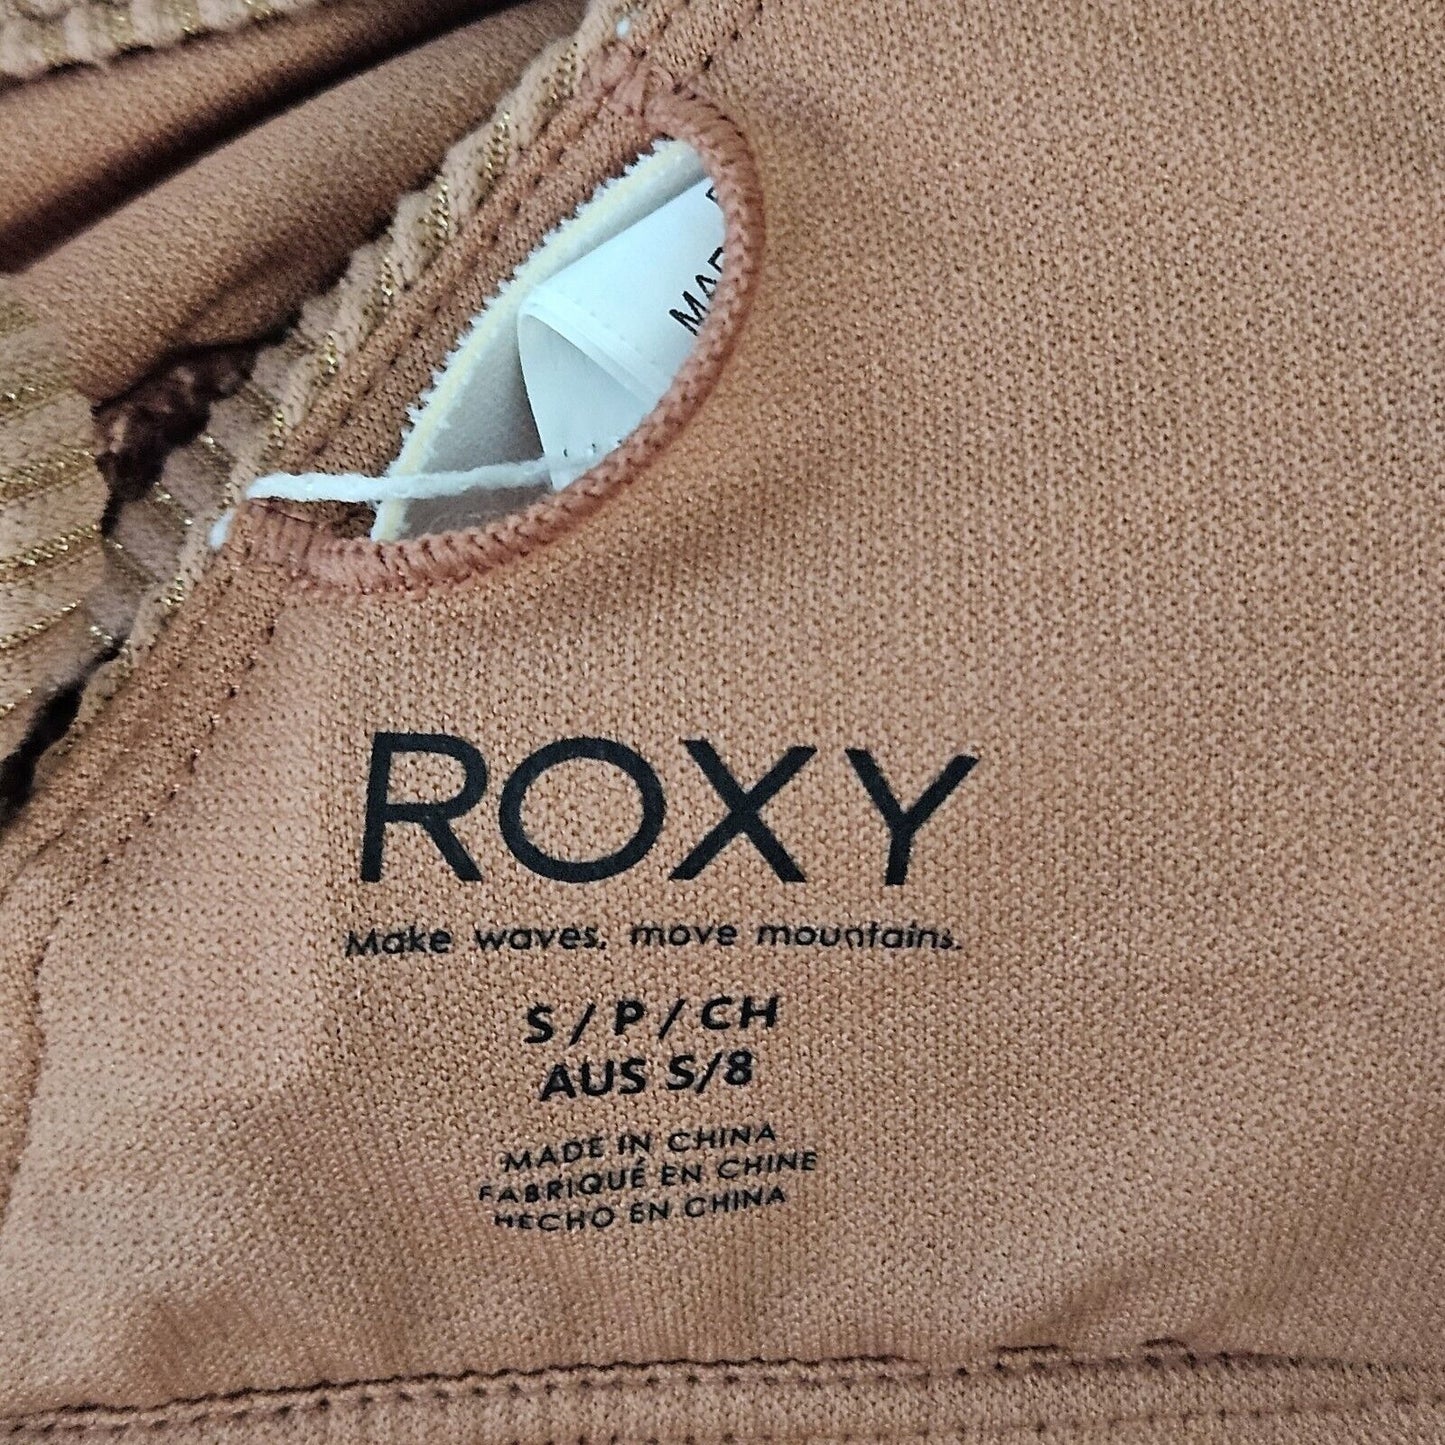 ROXY
Make waves, move mountains.
S / P / CH
AUS S/8
MADE IN CHINA
FABRIQUÉ EN CHINE
HECHO EN CHINA